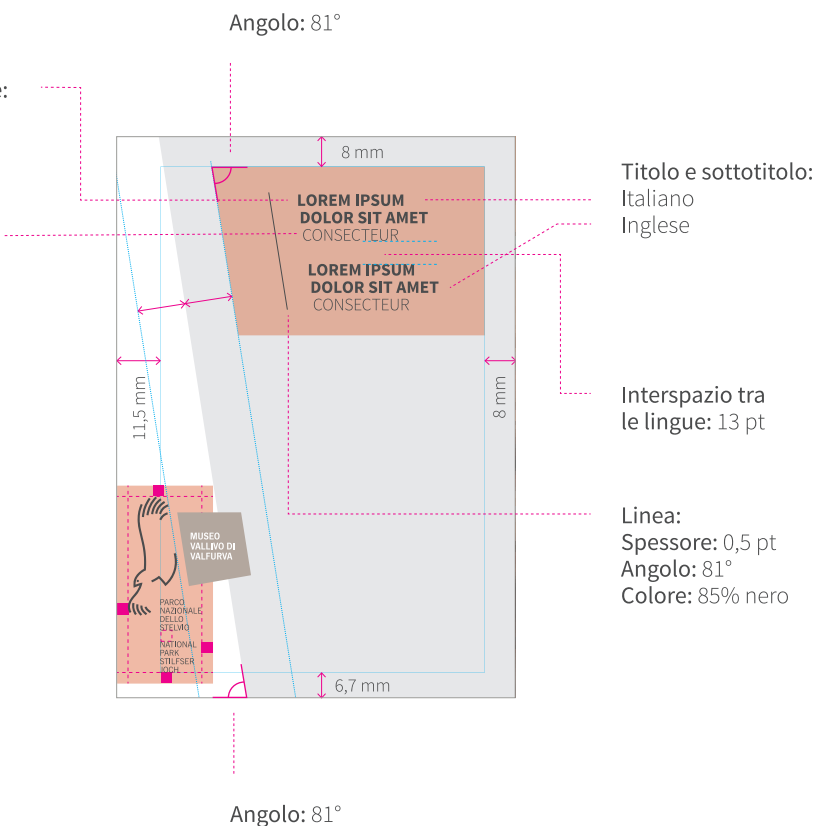 Angolo: 81°
e:
8 mm
Titolo e sottotitolo:
Italiano
Inglese
LOREM IPSUM
DOLOR SIT AMET
CONSECTEUR
LOREM IPSUM
DOLOR SIT AMET
CONSECTEUR
11,5 mm
8 mm
Interspazio tra
le lingue: 13 pt
Linea:
Spessore: 0,5 pt
Angolo: 81°
Colore: 85% nero
MUSEO
VALLIVO DI
VALFURVA
PARCO
NAZIONALE
DELLO
STELVIO
NATIONAL
PARK
STILFSER
JOCH
6,7 mm
Angolo: 81°